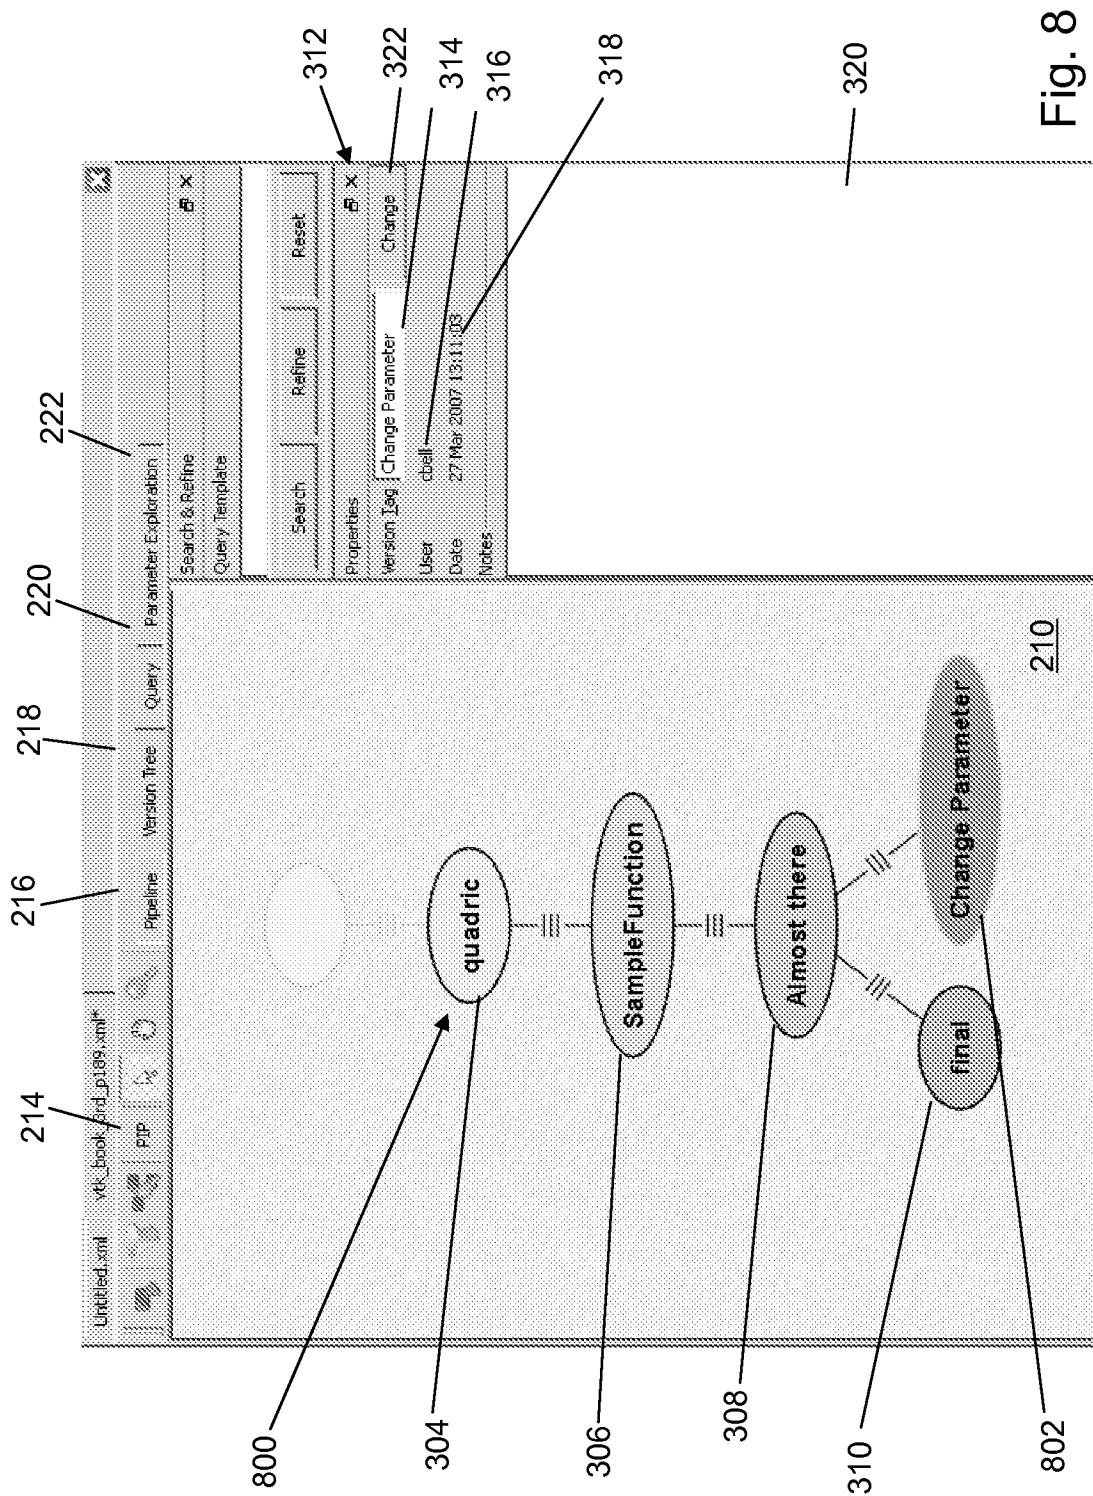 214
216
218
220
222
Untitled.xml vtk_book_3rd_p189.xml*
PIP Pipeline Version Tree Query Parameter Exploration
Search & Refine
Query Template
Search Refine Reset
Properties
Version Tag Change Parameter Change
User cbell
Date 27 Mar 2007 13:11:03
Notes
312
322
314
316
318
320
quadric
SampleFunction
Almost there
final
Change Parameter
210
800
304
306
308
310
802
Fig. 8